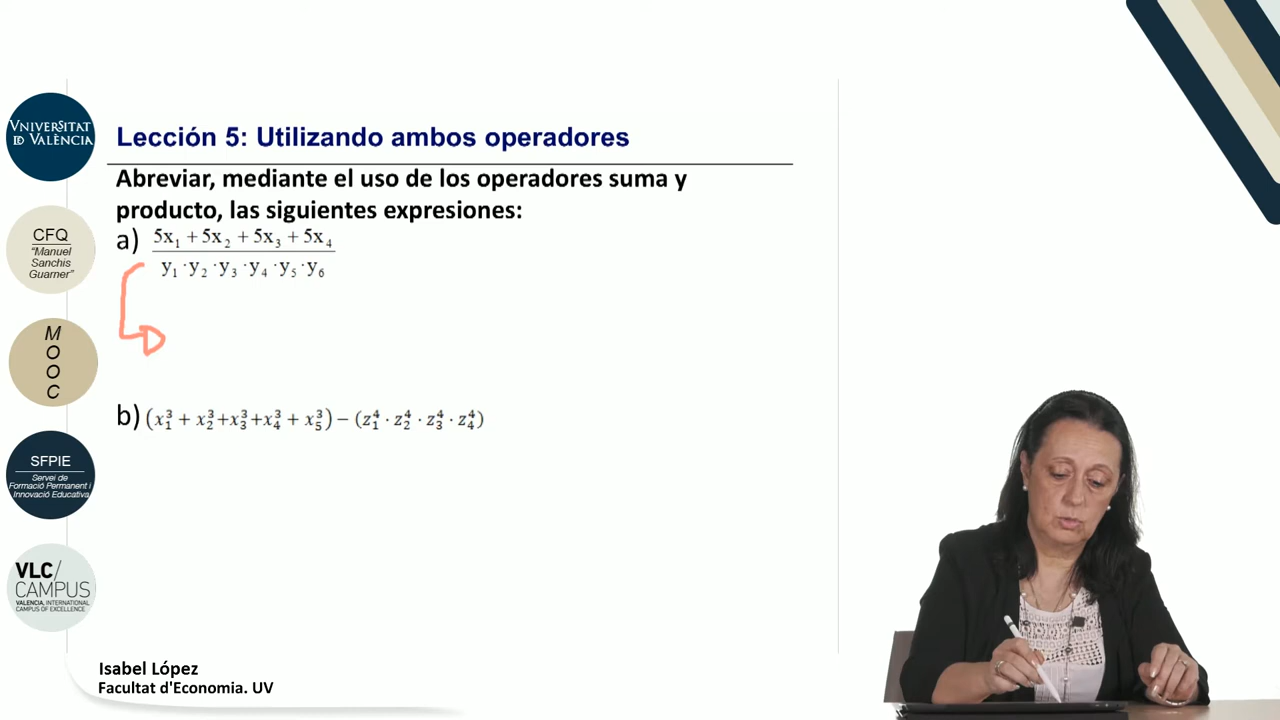 VNIVERSITAT
ID VALÈNCIA
Lección 5: Utilizando ambos operadores
Abreviar, mediante el uso de los operadores suma y
producto, las siguientes expresiones:
a) 5x₁ + 5x₂ + 5x₃ + 5x₄
y₁ · y₂ · y₃ · y₄ · y₅ · y₆
CFQ
"Manuel
Sanchis
Guarner"
M
O
O
C
b) (x₁³ + x₂³+x₃³+x₄³ + x₅³) − (z₁⁴ · z₂⁴ · z₃⁴ · z₄⁴)
SFPIE
Servei de
Formació Permanent i
Innovació Educativa
VLC/
CAMPUS
VALENCIA, INTERNATIONAL
CAMPUS OF EXCELLENCE
Isabel López
Facultat d'Economia. UV